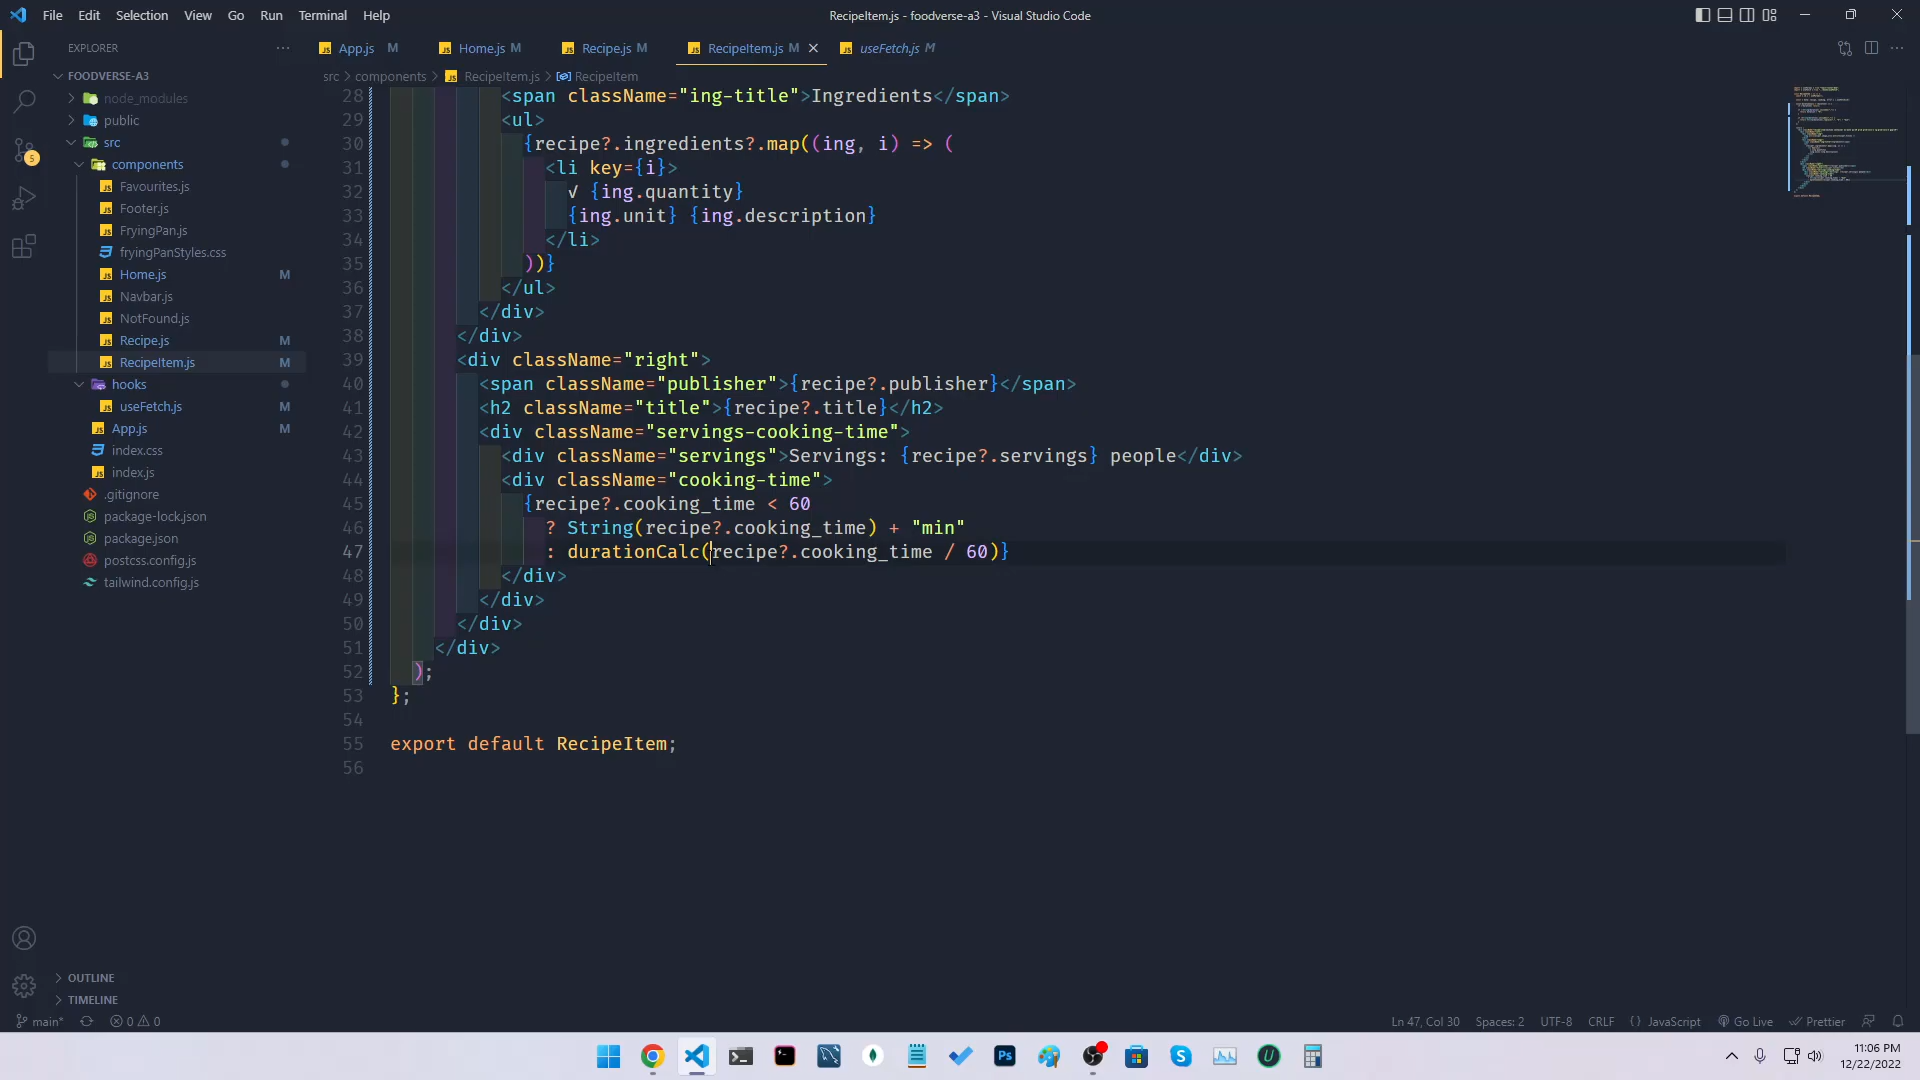 File Edit Selection View Go Run Terminal Help
RecipeItem.js - foodverse-a3 - Visual Studio Code
EXPLORER
App.js M Home.js M Recipe.js M RecipeItem.js M useFetch.js M
FOODVERSE-A3
src > components > RecipeItem.js > RecipeItem
node_modules
public
src
components
Favourites.js
Footer.js
FryingPan.js
fryingPanStyles.css
Home.js M
Navbar.js
NotFound.js
Recipe.js M
RecipeItem.js M
hooks
useFetch.js M
App.js M
index.css
index.js
.gitignore
package-lock.json
package.json
postcss.config.js
tailwind.config.js
5
OUTLINE
TIMELINE
28 <span className="ing-title">Ingredients</span>
29 <ul>
30 {recipe?.ingredients?.map((ing, i) => (
31 <li key={i}>
32 √ {ing.quantity}
33 {ing.unit} {ing.description}
34 </li>
35 ))}
36 </ul>
37 </div>
38 </div>
39 <div className="right">
40 <span className="publisher">{recipe?.publisher}</span>
41 <h2 className="title">{recipe?.title}</h2>
42 <div className="servings-cooking-time">
43 <div className="servings">Servings: {recipe?.servings} people</div>
44 <div className="cooking-time">
45 {recipe?.cooking_time < 60
46 ? String(recipe?.cooking_time) + "min"
47 : durationCalc(recipe?.cooking_time / 60)}
48 </div>
49 </div>
50 </div>
51 </div>
52 );
53 };
54
55 export default RecipeItem;
56
main* 0 0
Ln 47, Col 30 Spaces: 2 UTF-8 CRLF {} JavaScript Go Live Prettier
Ps
11:06 PM
12/22/2022